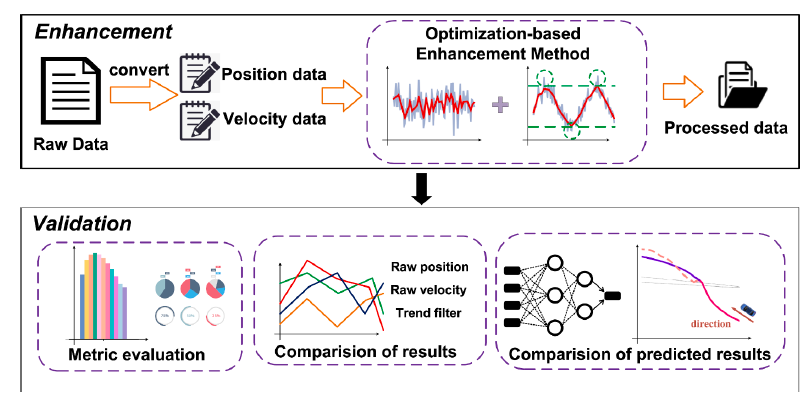 Enhancement
convert
Position data
Velocity data
Raw Data
Optimization-based
Enhancement Method
Processed data
Validation
Metric evaluation
Raw position
Raw velocity
Trend filter
Comparision of results
direction
Comparision of predicted results